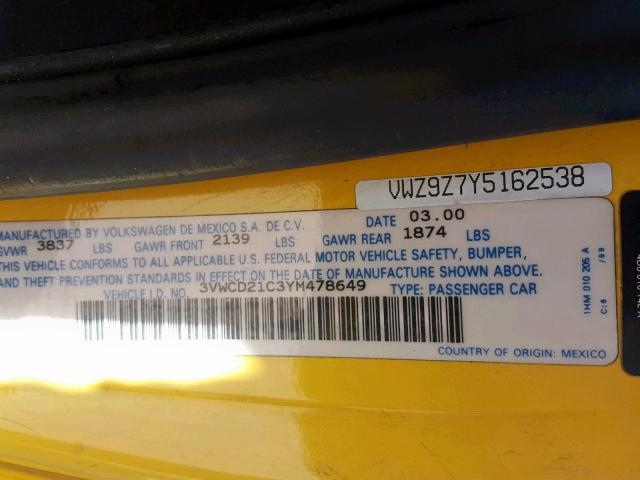 VWZ9Z7Y5162538
MANUFACTURED BY VOLKSWAGEN DE MEXICO S.A. DE C.V. DATE 03.00
GVWR 3837 LBS GAWR FRONT 2139 LBS GAWR REAR 1874 LBS
THIS VEHICLE CONFORMS TO ALL APPLICABLE U.S. FEDERAL MOTOR VEHICLE SAFETY, BUMPER,
AND THEFT PREVENTION STANDARDS IN EFFECT ON THE DATE OF MANUFACTURE SHOWN ABOVE.
VEHICLE I.D. NO. 3VWCD21C3YM478649 TYPE: PASSENGER CAR
COUNTRY OF ORIGIN: MEXICO
1HM 010 205 A
C:6 /99